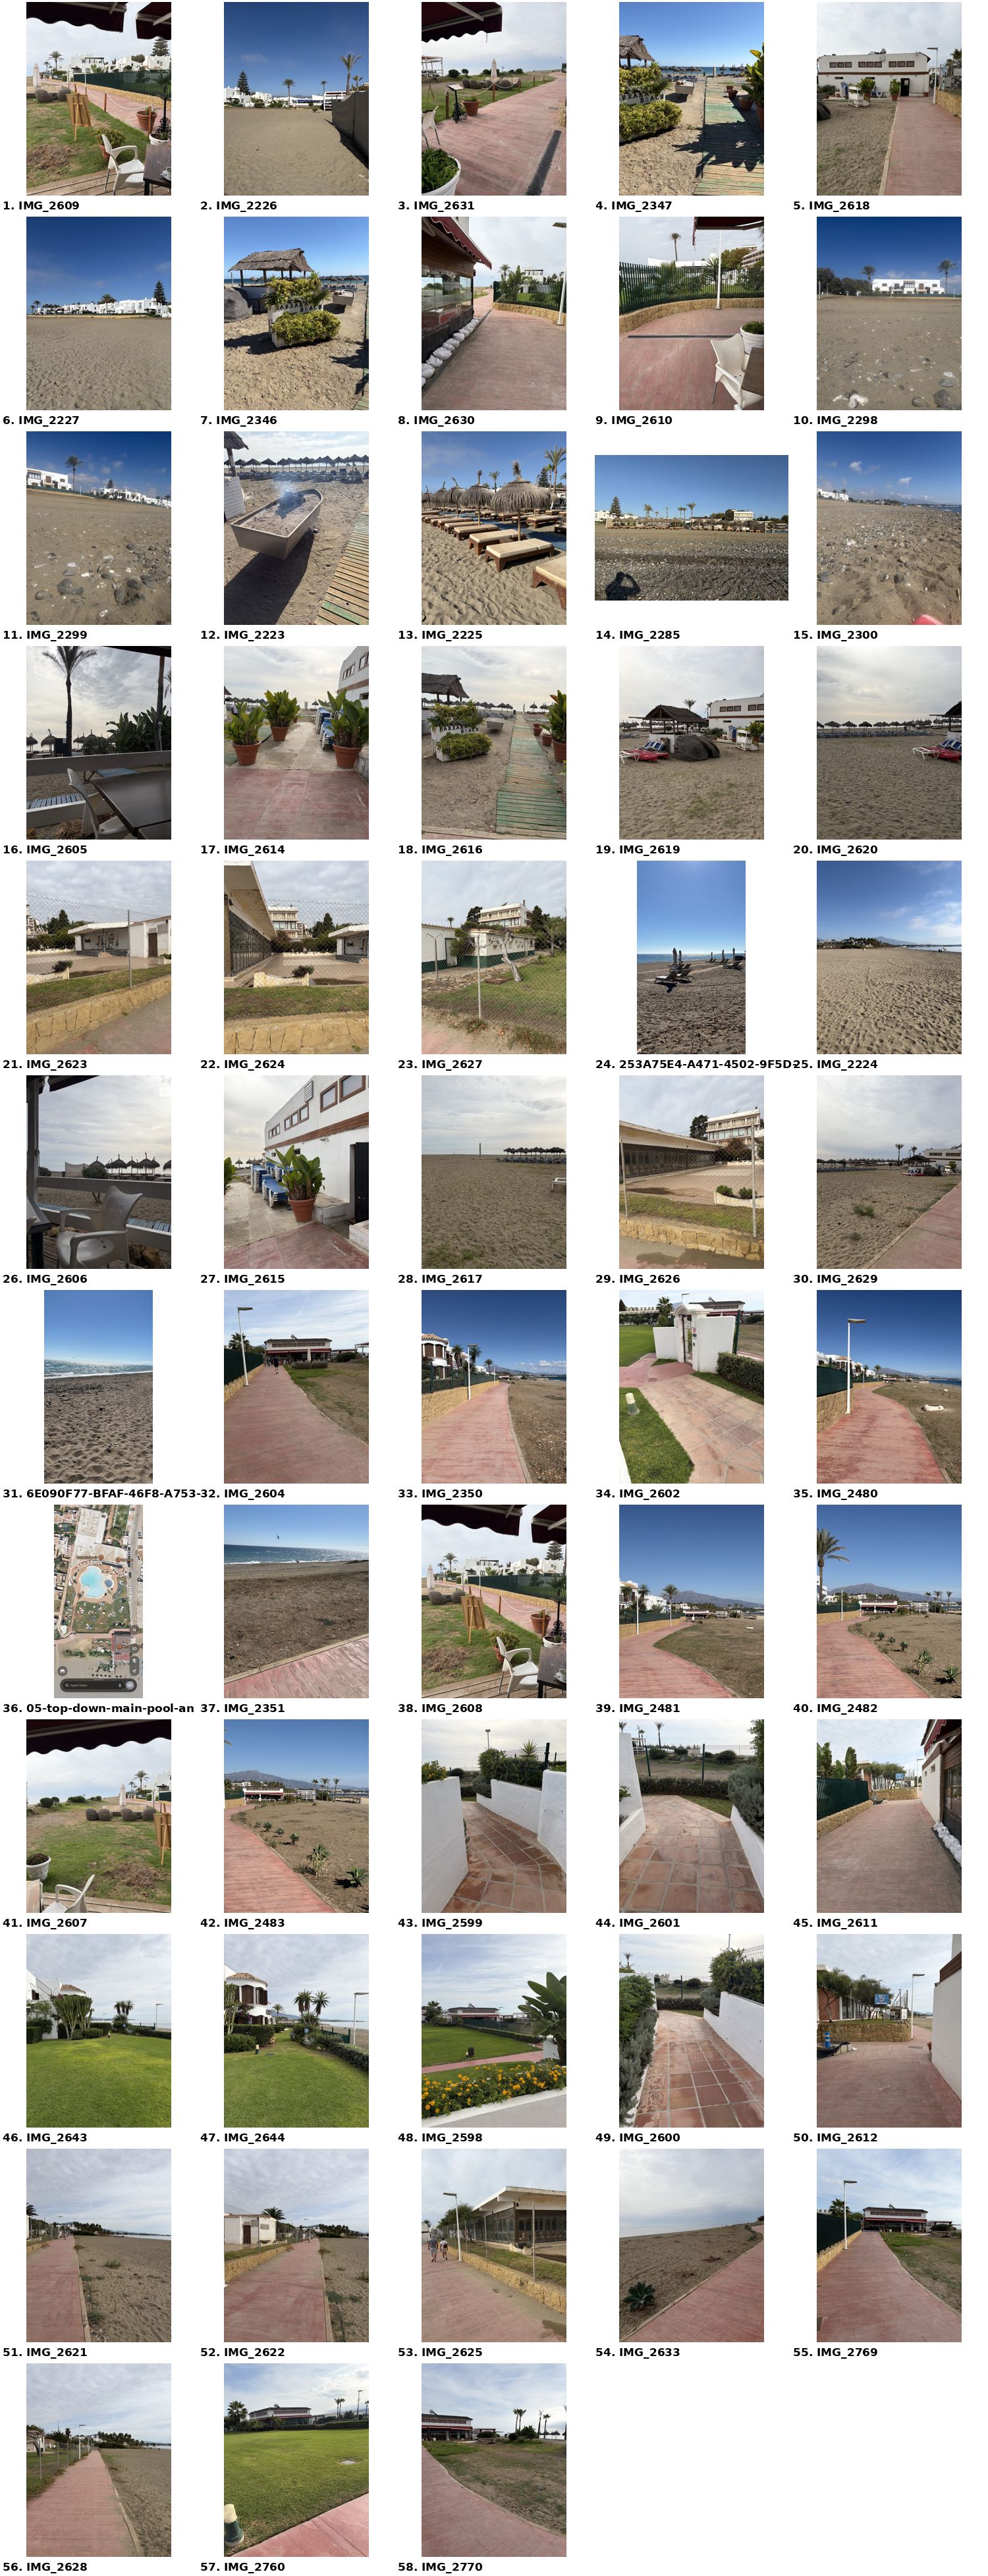 1. IMG_2609
2. IMG_2226
3. IMG_2631
4. IMG_2347
5. IMG_2618
6. IMG_2227
7. IMG_2346
8. IMG_2630
9. IMG_2610
10. IMG_2298
11. IMG_2299
12. IMG_2223
13. IMG_2225
14. IMG_2285
15. IMG_2300
16. IMG_2605
17. IMG_2614
18. IMG_2616
19. IMG_2619
20. IMG_2620
21. IMG_2623
22. IMG_2624
23. IMG_2627
24. 253A75E4-A471-4502-9F5D-
25. IMG_2224
26. IMG_2606
27. IMG_2615
28. IMG_2617
29. IMG_2626
30. IMG_2629
31. 6E090F77-BFAF-46F8-A753-
32. IMG_2604
33. IMG_2350
34. IMG_2602
35. IMG_2480
36. 05-top-down-main-pool-an
37. IMG_2351
38. IMG_2608
39. IMG_2481
40. IMG_2482
41. IMG_2607
42. IMG_2483
43. IMG_2599
44. IMG_2601
45. IMG_2611
46. IMG_2643
47. IMG_2644
48. IMG_2598
49. IMG_2600
50. IMG_2612
51. IMG_2621
52. IMG_2622
53. IMG_2625
54. IMG_2633
55. IMG_2769
56. IMG_2628
57. IMG_2760
58. IMG_2770